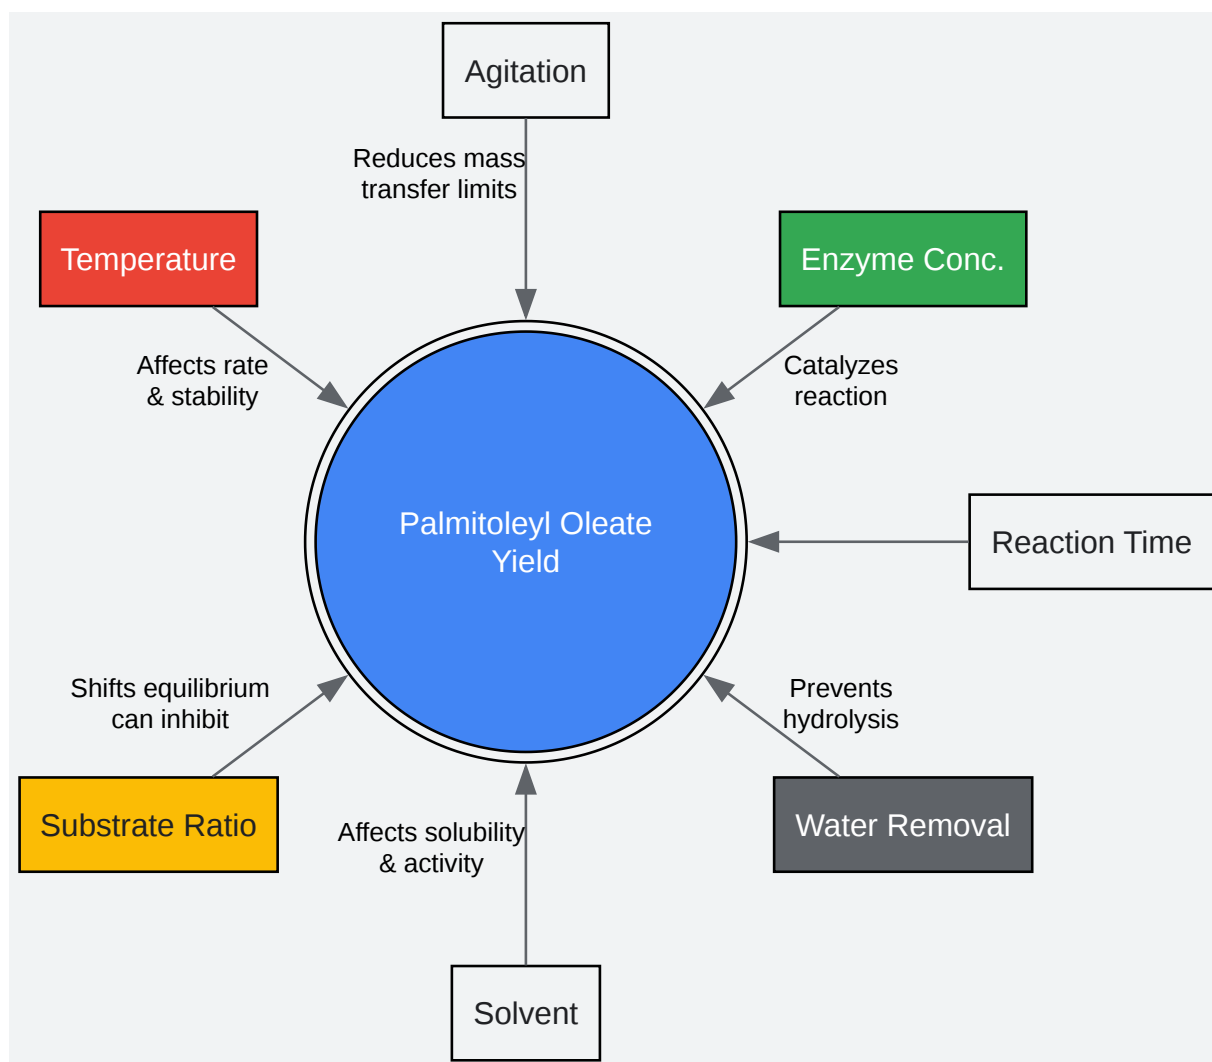 Agitation
Reduces mass
transfer limits
Temperature
Enzyme Conc.
Affects rate
& stability
Catalyzes
reaction
Palmitoleyl Oleate
Yield
Reaction Time
Shifts equilibrium
can inhibit
Prevents
hydrolysis
Substrate Ratio
Affects solubility
& activity
Water Removal
Solvent